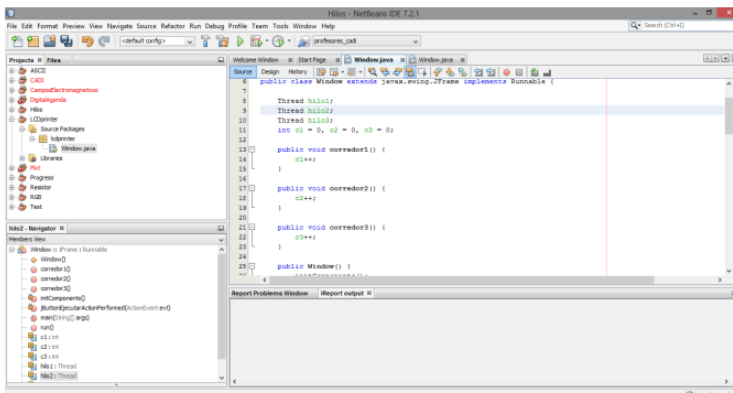 Hilos - NetBeans IDE 7.2.1
File Edit Format Preview View Navigate Source Refactor Run Debug Profile Team Tools Window Help
Search (Ctrl+I)
<default config>
profesores_cadi
Projects
Files
Welcome Window
Start Page
Window.java
Window.java
ASCII
CADI
CamposElectromagneticos
DigitalAgenda
Hilos
LCDprinter
Source Packages
lcdprinter
Window.java
Libraries
Plot
Progreso
Resistor
RGB
Test
Source Design History
6 public class Window extends javax.swing.JFrame implements Runnable {
7
8 Thread hilo1;
9 Thread hilo2;
10 Thread hilo3;
11 int c1 = 0, c2 = 0, c3 = 0;
12
13 public void corredor1() {
14 c1++;
15 }
16
17 public void corredor2() {
18 c2++;
19 }
20
21 public void corredor3() {
22 c3++;
23 }
24
25 public Window() {
hilo2 - Navigator
Members View
Window :: JFrame : Runnable
Window()
corredor1()
corredor2()
corredor3()
initComponents()
jButtonEjecutarActionPerformed(ActionEvent evt)
main(String[] args)
run()
c1 : int
c2 : int
c3 : int
hilo1 : Thread
hilo2 : Thread
Report Problems Window
iReport output